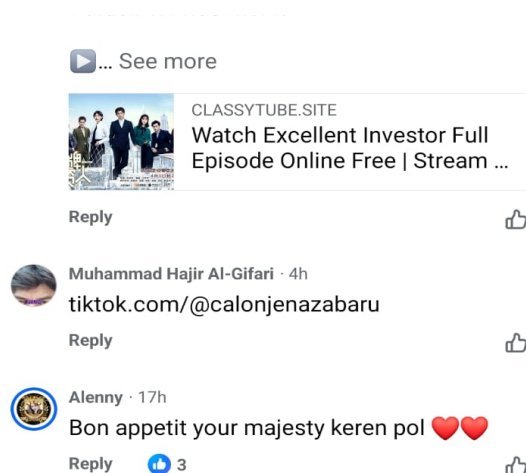 ... See more
CLASSYTUBE.SITE
Watch Excellent Investor Full
Episode Online Free | Stream ...
Reply
Muhammad Hajir Al-Gifari · 4h
tiktok.com/@calonjenazabaru
Reply
Alenny · 17h
Bon appetit your majesty keren pol ❤️❤️
Reply 3